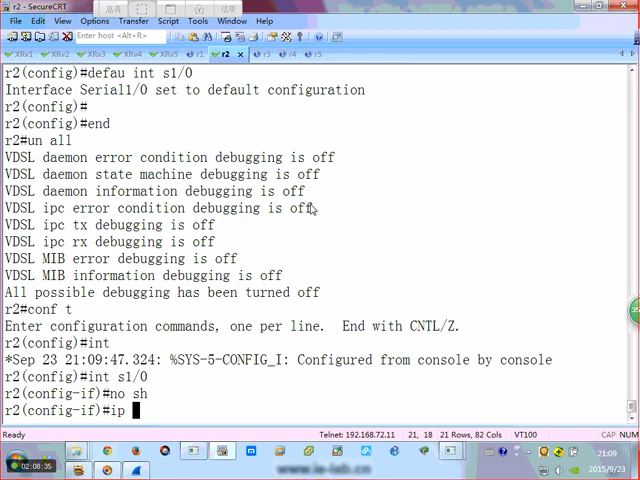 r2 - SecureCRT
File Edit View Options Transfer Script Tools Window Help
Enter host <Alt+R>
XRv1 XRv2 XRv3 XRv4 XRv5 r1 r2 r3 r4 r5
r2(config)#defau int s1/0
Interface Serial1/0 set to default configuration
r2(config)#
r2(config)#end
r2#un all
VDSL daemon error condition debugging is off
VDSL daemon state machine debugging is off
VDSL daemon information debugging is off
VDSL ipc error condition debugging is off
VDSL ipc tx debugging is off
VDSL ipc rx debugging is off
VDSL MIB error debugging is off
VDSL MIB information debugging is off
All possible debugging has been turned off
r2#conf t
Enter configuration commands, one per line.  End with CNTL/Z.
r2(config)#int
*Sep 23 21:09:47.324: %SYS-5-CONFIG_I: Configured from console by console
r2(config)#int s1/0
r2(config-if)#no sh
r2(config-if)#ip
Ready Telnet: 192.168.72.11 21, 18 21 Rows, 82 Cols VT100 CAP NUM
02:08:35
www.ie-lab.cn
21:09
2015/9/23